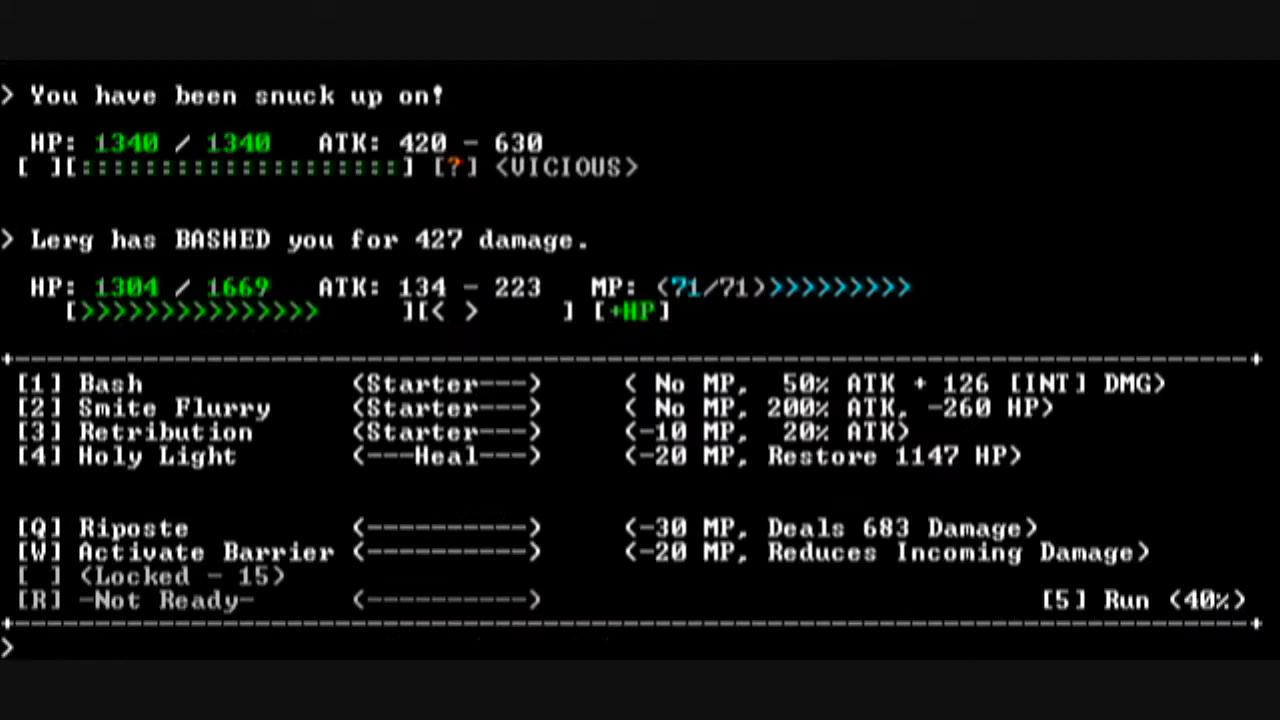 > You have been snuck up on!
HP: 1340 / 1340 ATK: 420 - 630
[ ][::::::::::::::::::::] [?] <VICIOUS>
> Lerg has BASHED you for 427 damage.
HP: 1304 / 1669 ATK: 134 - 223 MP: <71/71>>>>>>>>>>
[>>>>>>>>>>>>>>> ][< > ] [+HP]
+------------------------------------------------------------------------------+
[1] Bash <Starter---> < No MP, 50% ATK + 126 [INT] DMG>
[2] Smite Flurry <Starter---> < No MP, 200% ATK, -260 HP>
[3] Retribution <Starter---> <-10 MP, 20% ATK>
[4] Holy Light <---Heal---> <-20 MP, Restore 1147 HP>
[Q] Riposte <----------> <-30 MP, Deals 683 Damage>
[W] Activate Barrier <----------> <-20 MP, Reduces Incoming Damage>
[ ] <Locked - 15>
[R] -Not Ready- <----------> [5] Run <40%>
+------------------------------------------------------------------------------+
>